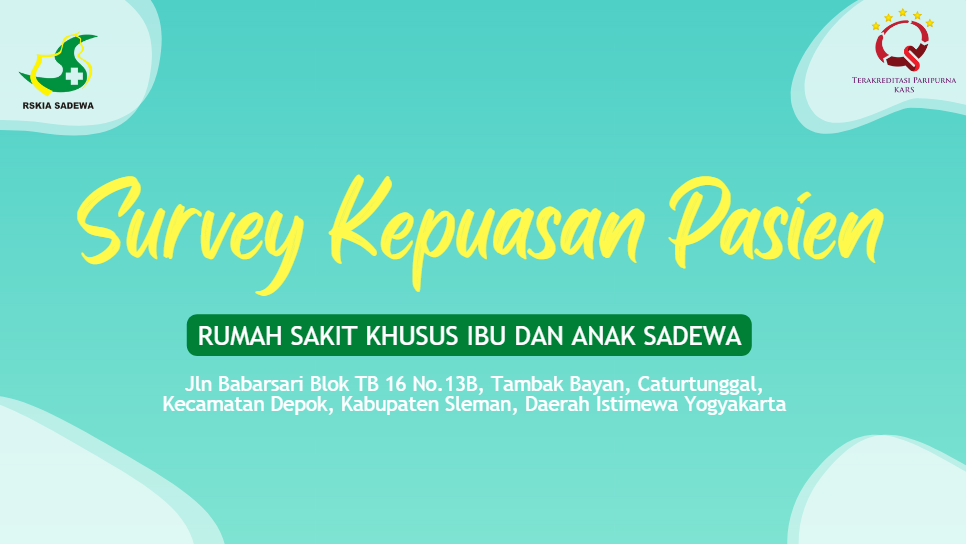 RSKIA SADEWA
TERAKREDITASI PARIPURNA
KARS
Survey Kepuasan Pasien
RUMAH SAKIT KHUSUS IBU DAN ANAK SADEWA
Jln Babarsari Blok TB 16 No.13B, Tambak Bayan, Caturtunggal,
Kecamatan Depok, Kabupaten Sleman, Daerah Istimewa Yogyakarta